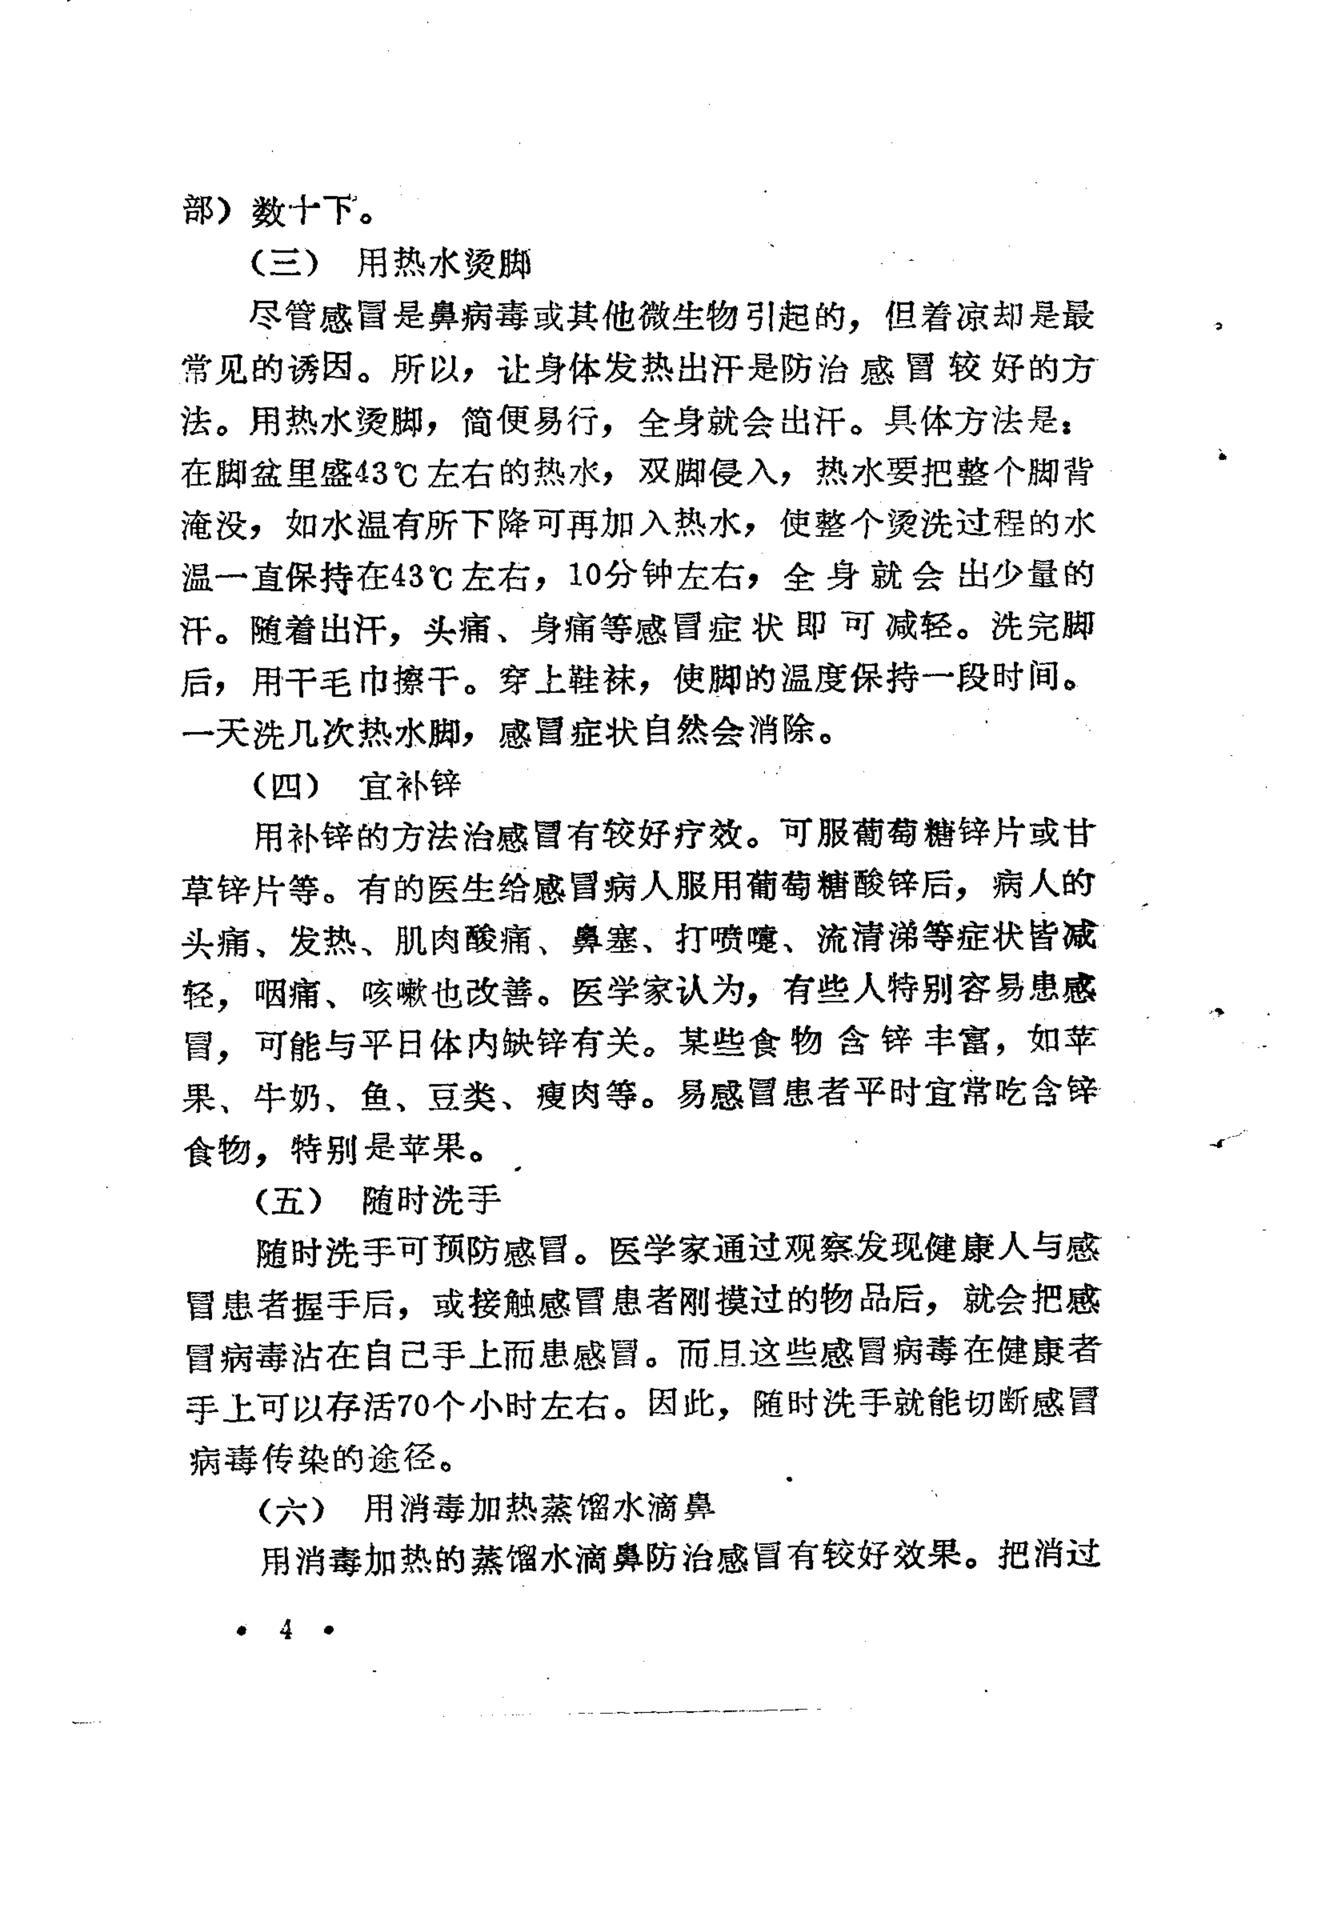 部）数十下。
（三） 用热水烫脚
尽管感冒是鼻病毒或其他微生物引起的，但着凉却是最
常见的诱因。所以，让身体发热出汗是防治感冒较好的方
法。用热水烫脚，简便易行，全身就会出汗。具体方法是：
在脚盆里盛43℃左右的热水，双脚侵入，热水要把整个脚背
淹没，如水温有所下降可再加入热水，使整个烫洗过程的水
温一直保持在43℃左右，10分钟左右，全身就会出少量的
汗。随着出汗，头痛、身痛等感冒症状即可减轻。洗完脚
后，用干毛巾擦干。穿上鞋袜，使脚的温度保持一段时间。
一天洗几次热水脚，感冒症状自然会消除。
（四） 宜补锌
用补锌的方法治感冒有较好疗效。可服葡萄糖锌片或甘
草锌片等。有的医生给感冒病人服用葡萄糖酸锌后，病人的
头痛、发热、肌肉酸痛、鼻塞、打喷嚏、流清涕等症状皆减
轻，咽痛、咳嗽也改善。医学家认为，有些人特别容易患感
冒，可能与平日体内缺锌有关。某些食物含锌丰富，如苹
果、牛奶、鱼、豆类、瘦肉等。易感冒患者平时宜常吃含锌
食物，特别是苹果。
（五） 随时洗手
随时洗手可预防感冒。医学家通过观察发现健康人与感
冒患者握手后，或接触感冒患者刚摸过的物品后，就会把感
冒病毒沾在自己手上而患感冒。而且这些感冒病毒在健康者
手上可以存活70个小时左右。因此，随时洗手就能切断感冒
病毒传染的途径。
（六） 用消毒加热蒸馏水滴鼻
用消毒加热的蒸馏水滴鼻防治感冒有较好效果。把消过
• 4 •